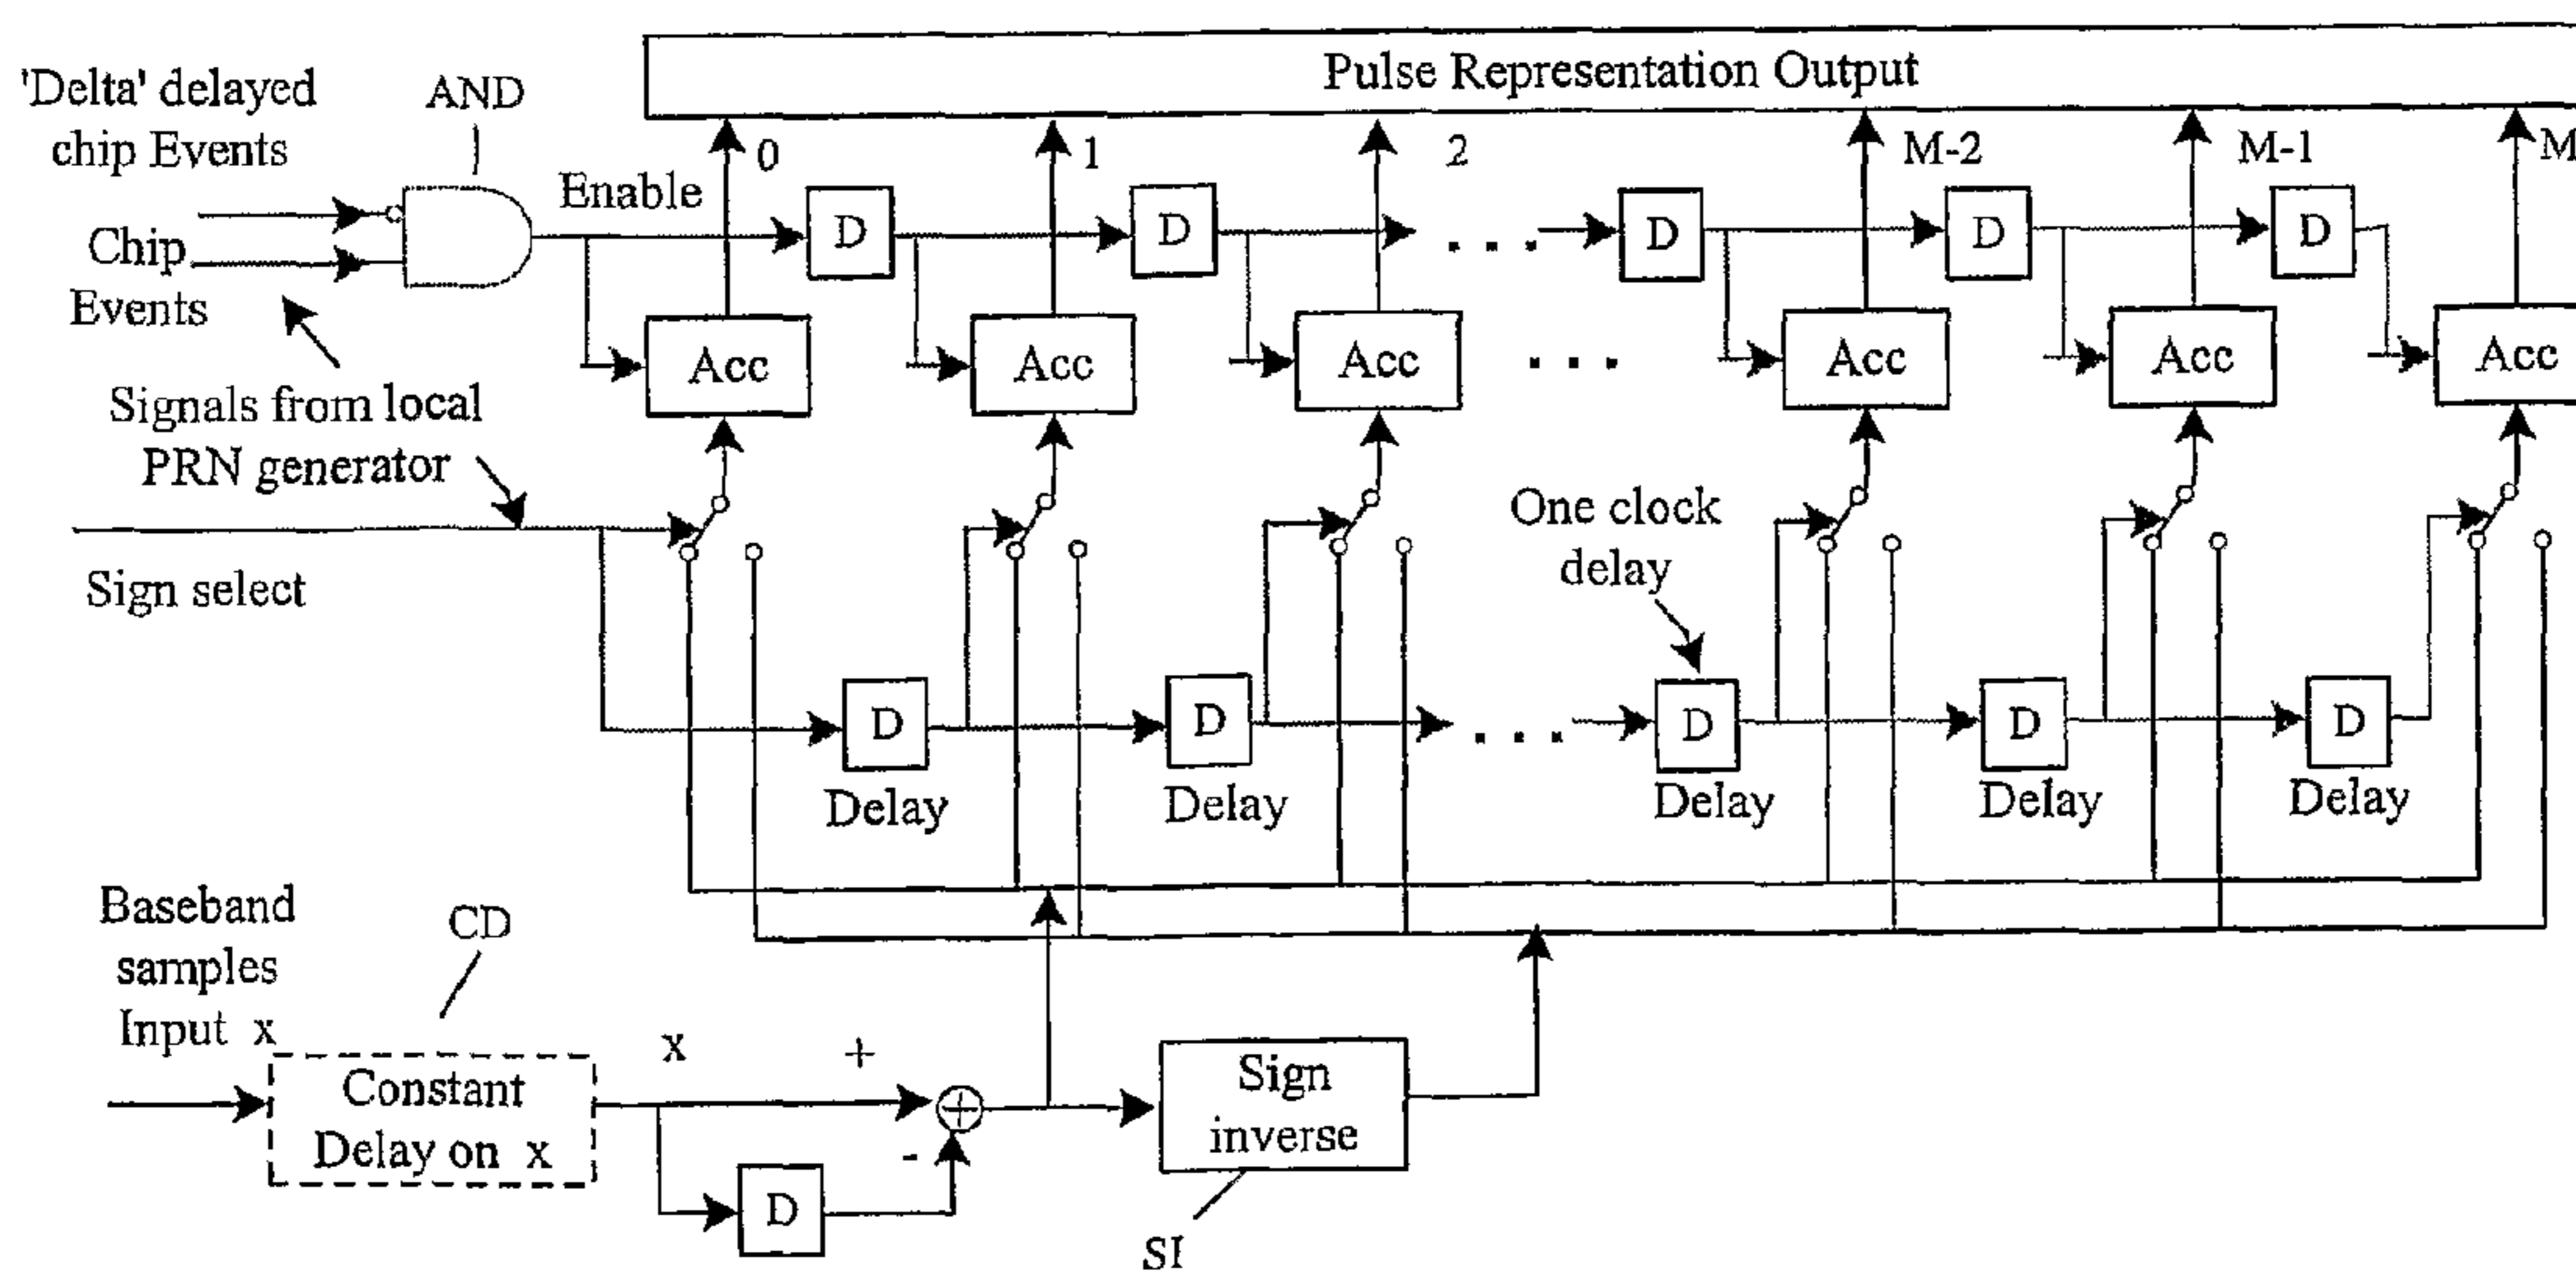 Pulse Representation Output
'Delta' delayed
chip Events
AND
0
1
2
M-2
M-1
M
Enable
D
D
D
D
D
Chip
Events
. . .
Acc
Acc
Acc
. . .
Acc
Acc
Acc
Signals from local
PRN generator
One clock
delay
Sign select
D
D
. . .
D
D
D
Delay
Delay
Delay
Delay
Delay
Baseband
samples
Input x
CD
x
+
Constant
Delay on x
-
D
Sign
inverse
SI